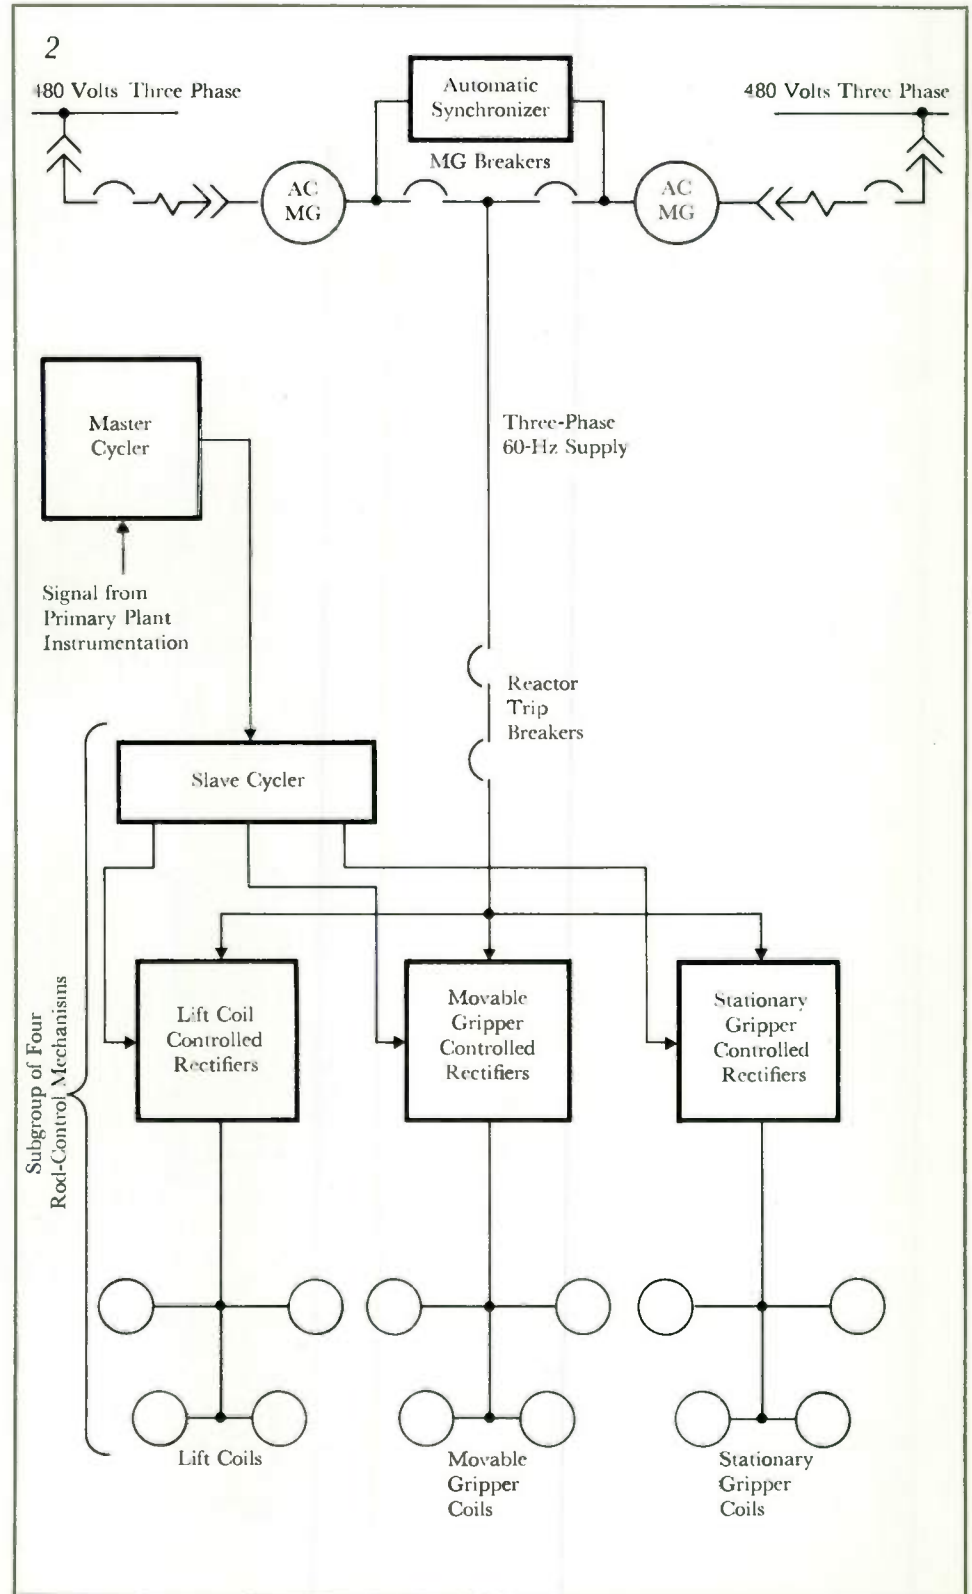 2
480 Volts Three Phase
Automatic
Synchronizer
480 Volts Three Phase
MG Breakers
AC
MG
AC
MG
Master
Cycler
Three-Phase
60-Hz Supply
Signal from
Primary Plant
Instrumentation
Reactor
Trip
Breakers
Slave Cycler
Subgroup of Four
Rod-Control Mechanisms
Lift Coil
Controlled
Rectifiers
Movable
Gripper
Controlled
Rectifiers
Stationary
Gripper
Controlled
Rectifiers
Lift Coils
Movable
Gripper
Coils
Stationary
Gripper
Coils